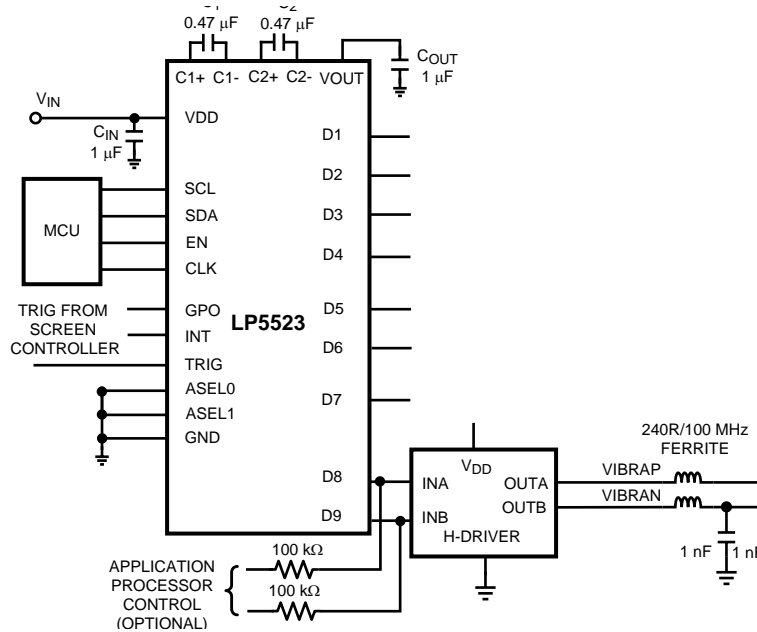 0.47 µF
0.47 µF
C1+ C1- C2+ C2- VOUT
COUT
1 µF
VIN
CIN
1 µF
VDD
MCU
SCL
SDA
EN
CLK
TRIG FROM
SCREEN
CONTROLLER
GPO
INT
TRIG
ASEL0
ASEL1
GND
LP5523
D1
D2
D3
D4
D5
D6
D7
D8
D9
VDD
INA
INB
OUTA
OUTB
H-DRIVER
VIBRAP
VIBRAN
240R/100 MHz
FERRITE
1 nF
1 nF
APPLICATION
PROCESSOR
CONTROL
(OPTIONAL)
100 kΩ
100 kΩ